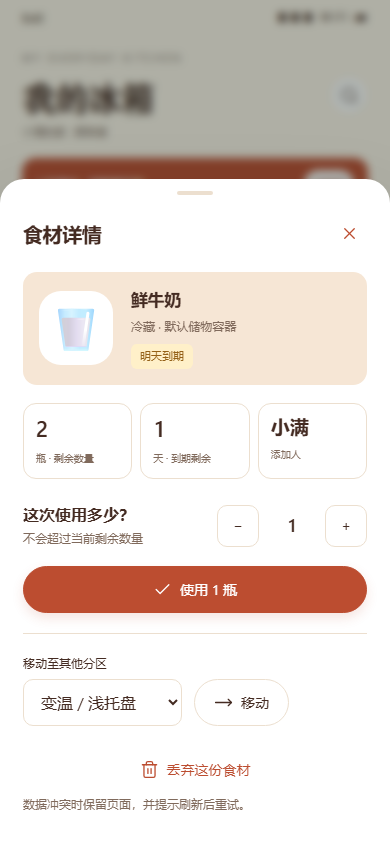 我的冰箱
食材详情
鲜牛奶
冷藏 · 默认储物容器
明天到期
2
瓶 · 剩余数量
1
天 · 到期剩余
小满
添加人
这次使用多少?
不会超过当前剩余数量
−
1
+
使用 1 瓶
移动至其他分区
变温 / 浅托盘
移动
丢弃这份食材
数据冲突时保留页面，并提示刷新后重试。